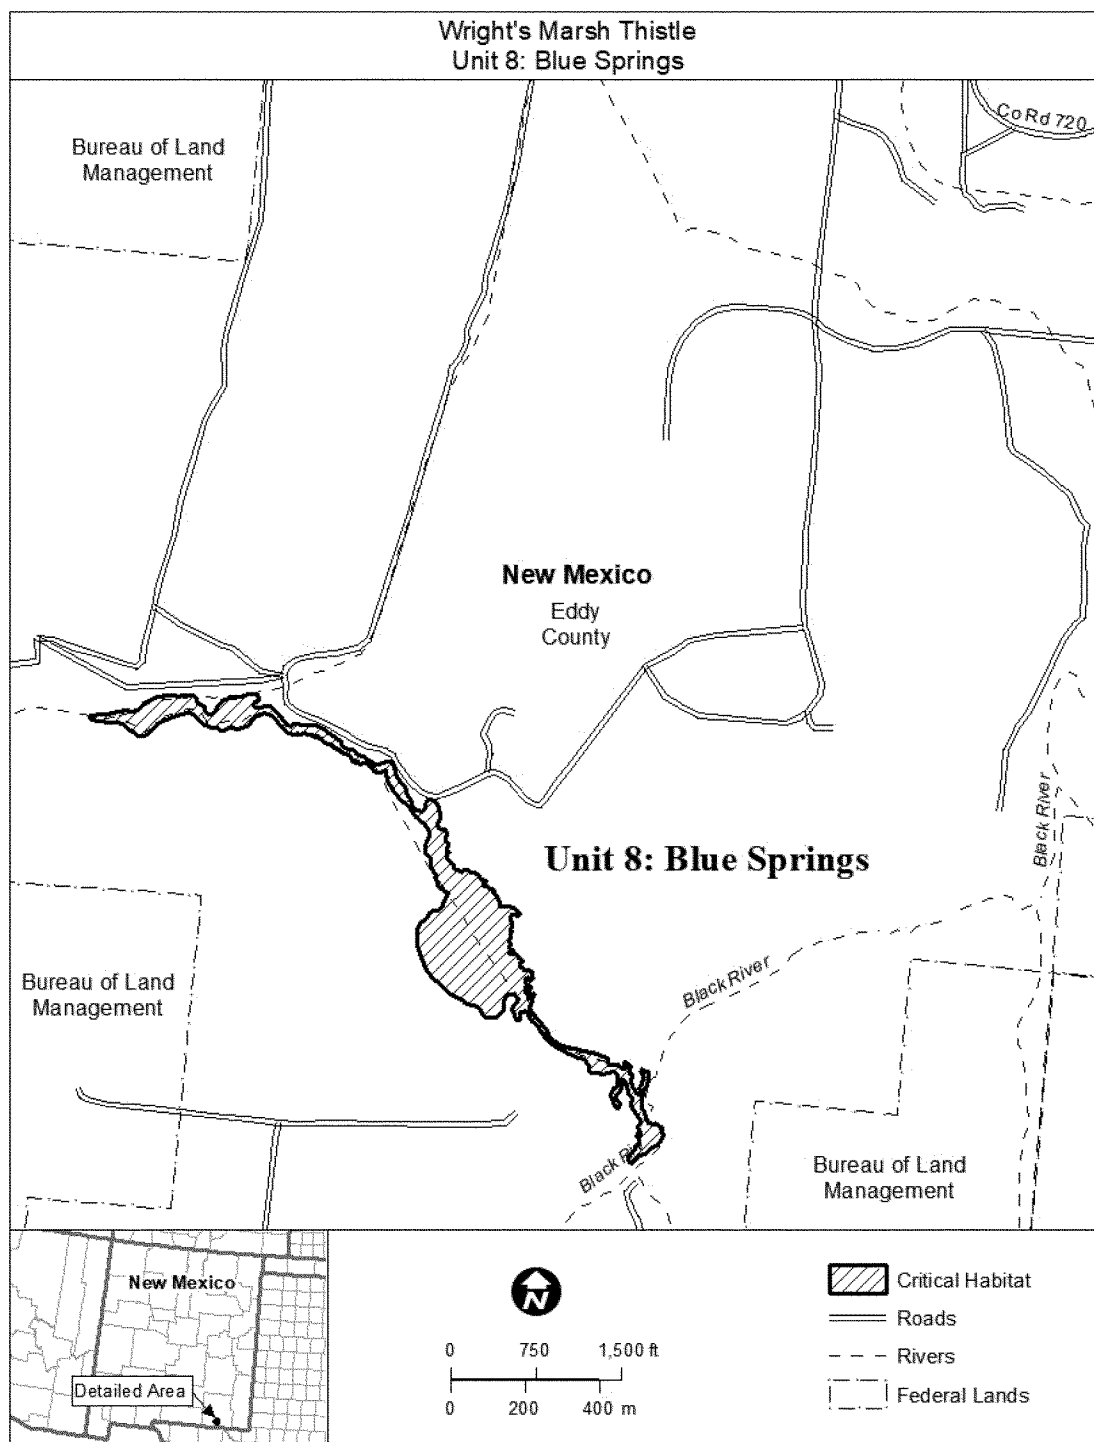 Wright's Marsh Thistle
Unit 8: Blue Springs
Bureau of Land
Management
Co Rd 720
New Mexico
Eddy
County
Unit 8: Blue Springs
Black River
Black River
Bureau of Land
Management
Black Ri
Bureau of Land
Management
New Mexico
Detailed Area
N
0 750 1,500 ft
0 200 400 m
Critical Habitat
Roads
Rivers
Federal Lands